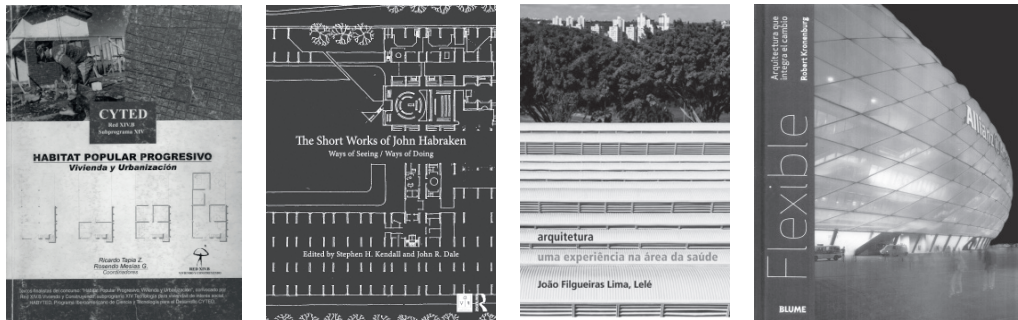 CYTED
Red XIV.B
Subprograma XIV
HABITAT POPULAR PROGRESIVO
Vivienda y Urbanización
Ricardo Tapia Z.
Rosendo Mesías G.
Coordinadores
RED XIV.B
The Short Works of John Habraken
Ways of Seeing / Ways of Doing
Edited by Stephen H. Kendall and John R. Dale
R
arquitetura
uma experiência na área da saúde
João Filgueiras Lima, Lelé
Arquitectura que
integra el cambio
Robert Kronenburg
Flexible
BLUME